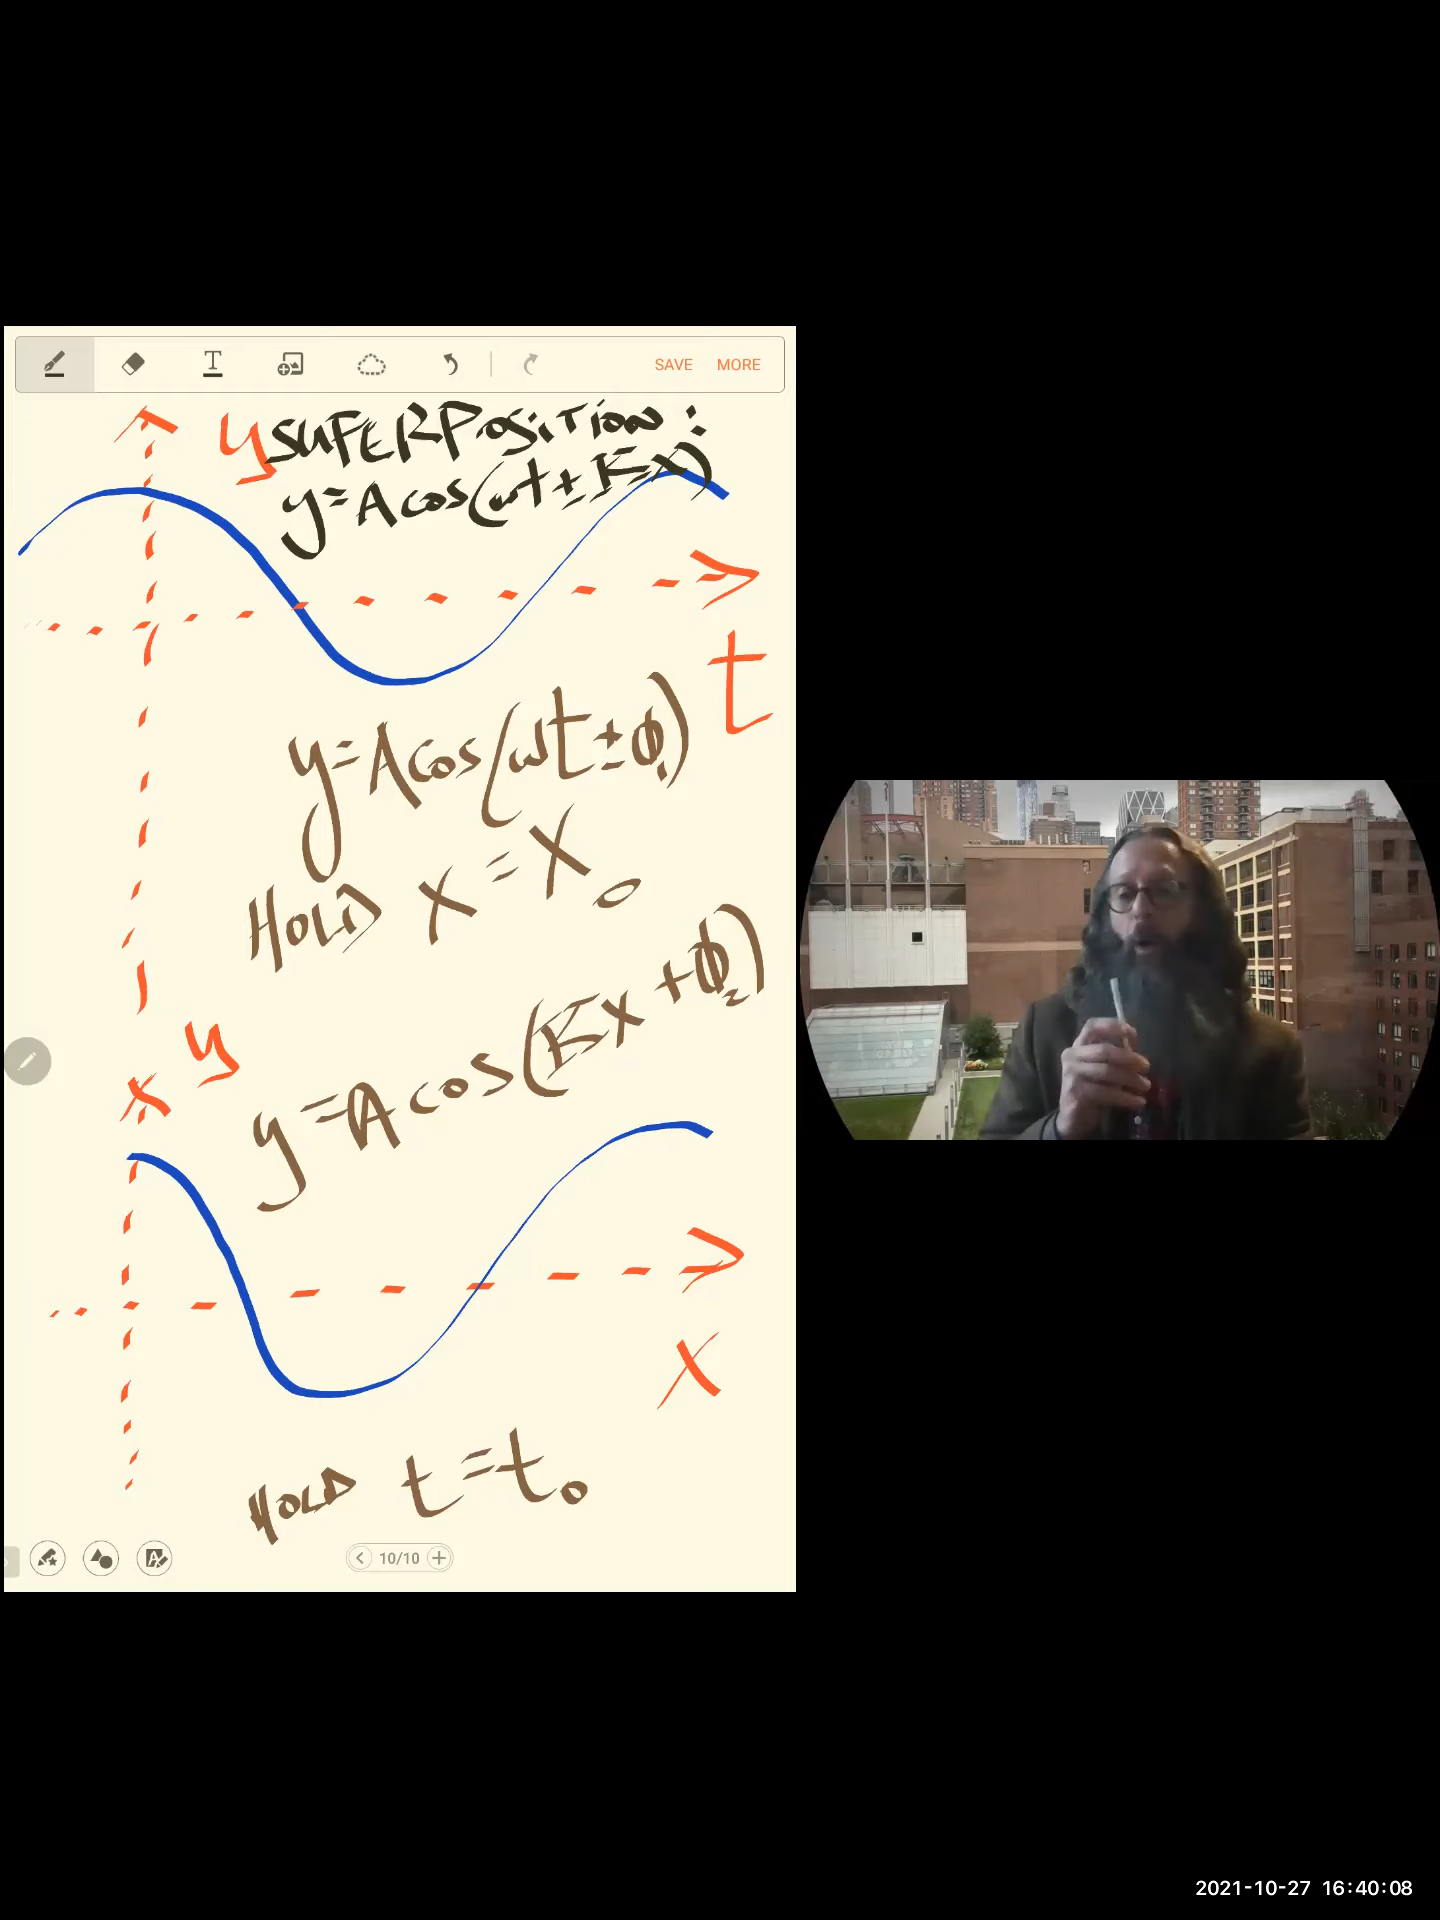 T
SAVE
MORE
y
SUPERPOSITION:
y=Acos(ωt±Kx)
t
y=Acos(ωt±ϕ₁)
HOLD x=x₀
y
y=Acos(Kx+ϕ₂)
x
HOLD t=t₀
10/10
2021-10-27 16:40:08